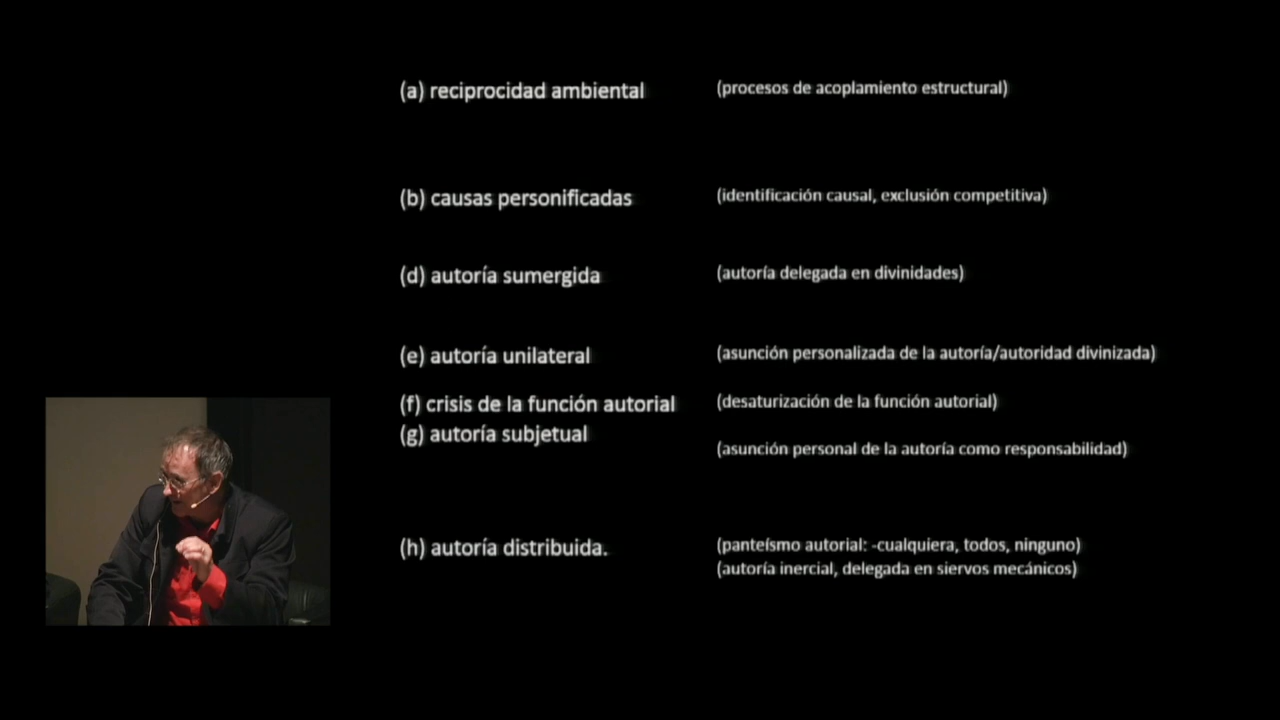 (a) reciprocidad ambiental (procesos de acoplamiento estructural)
(b) causas personificadas (identificación causal, exclusión competitiva)
(d) autoría sumergida (autoría delegada en divinidades)
(e) autoría unilateral (asunción personalizada de la autoría/autoridad divinizada)
(f) crisis de la función autorial (desaturización de la función autorial)
(g) autoría subjetual (asunción personal de la autoría como responsabilidad)
(h) autoría distribuida. (panteísmo autorial: -cualquiera, todos, ninguno)
(autoría inercial, delegada en siervos mecánicos)